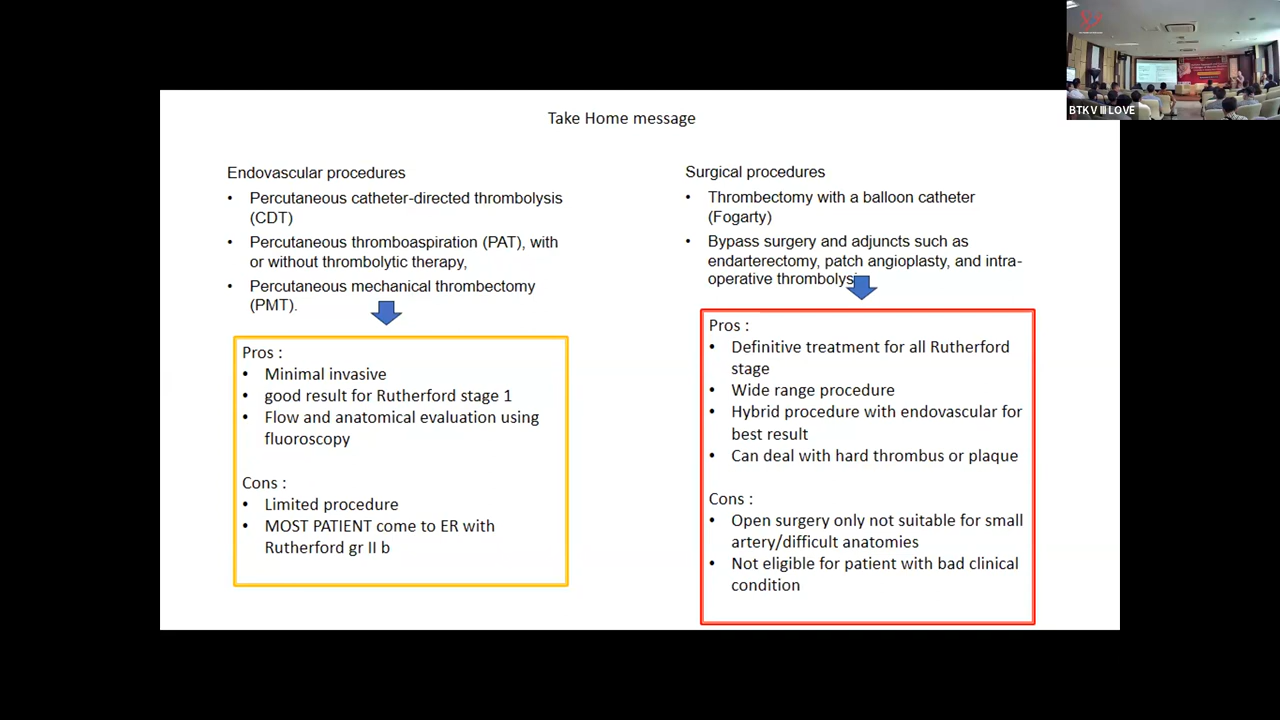 Take Home message
Endovascular procedures
• Percutaneous catheter-directed thrombolysis
(CDT)
• Percutaneous thromboaspiration (PAT), with
or without thrombolytic therapy,
• Percutaneous mechanical thrombectomy
(PMT).
Pros :
• Minimal invasive
• good result for Rutherford stage 1
• Flow and anatomical evaluation using
fluoroscopy
Cons :
• Limited procedure
• MOST PATIENT come to ER with
Rutherford gr II b
Surgical procedures
• Thrombectomy with a balloon catheter
(Fogarty)
• Bypass surgery and adjuncts such as
endarterectomy, patch angioplasty, and intra-
operative thrombolysis
Pros :
• Definitive treatment for all Rutherford
stage
• Wide range procedure
• Hybrid procedure with endovascular for
best result
• Can deal with hard thrombus or plaque
Cons :
• Open surgery only not suitable for small
artery/difficult anatomies
• Not eligible for patient with bad clinical
condition
BTKV III LOVE